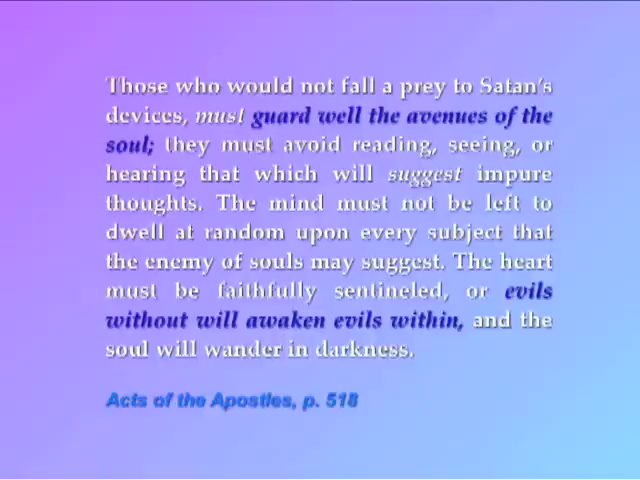 Those who would not fall a prey to Satan's
devices, must guard well the avenues of the
soul; they must avoid reading, seeing, or
hearing that which will suggest impure
thoughts. The mind must not be left to
dwell at random upon every subject that
the enemy of souls may suggest. The heart
must be faithfully sentineled, or evils
without will awaken evils within, and the
soul will wander in darkness.
Acts of the Apostles, p. 518